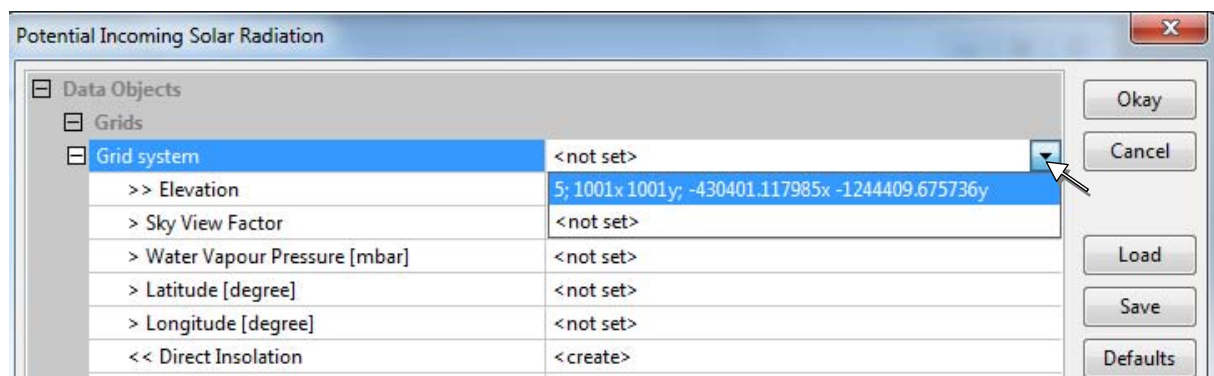 Potential Incoming Solar Radiation
Data Objects
Okay
Grids
Grid system <not set>
Cancel
>> Elevation 5; 1001x 1001y; -430401.117985x -1244409.675736y
> Sky View Factor <not set>
> Water Vapour Pressure [mbar] <not set>
Load
> Latitude [degree] <not set>
> Longitude [degree] <not set>
Save
<< Direct Insolation <create>
Defaults